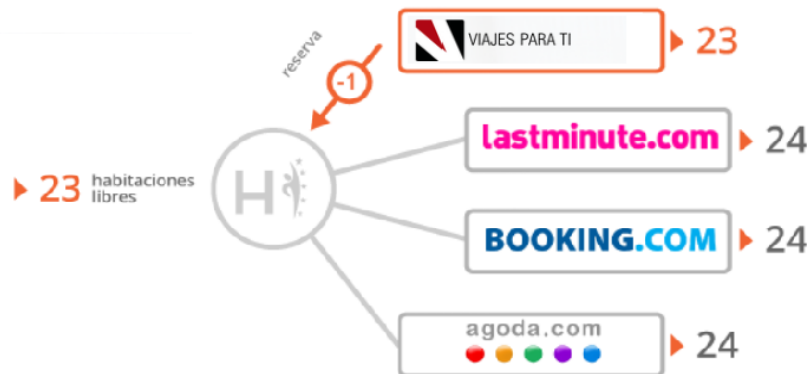 reserva
-1
VIAJES PARA TI
23
lastminute.com
24
23 habitaciones
libres
H
BOOKING.COM
24
agoda.com
24